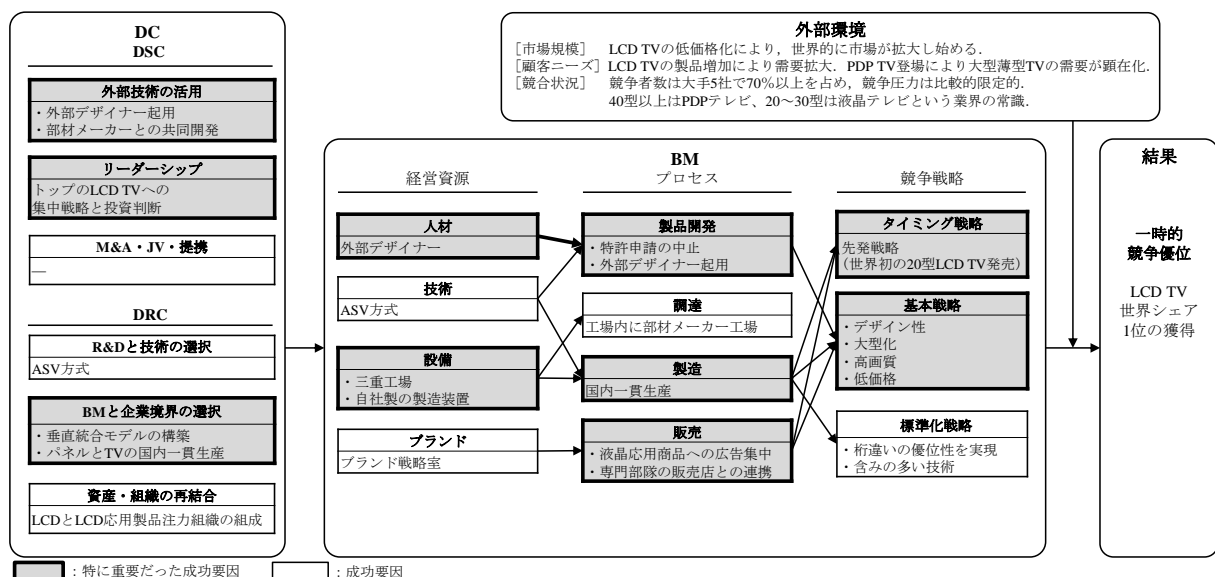 DC
DSC
外部技術の活用
・外部デザイナー起用
・部材メーカーとの共同開発
リーダーシップ
トップのLCD TVへの
集中戦略と投資判断
M&A・JV・提携
―
DRC
R&Dと技術の選択
ASV方式
BMと企業境界の選択
・垂直統合モデルの構築
・パネルとTVの国内一貫生産
資産・組織の再結合
LCDとLCD応用製品注力組織の組成
外部環境
[市場規模] LCD TVの低価格化により,世界的に市場が拡大し始める.
[顧客ニーズ] LCD TVの製品増加により需要拡大.PDP TV登場により大型薄型TVの需要が顕在化.
[競合状況] 競争者数は大手5社で70%以上を占め,競争圧力は比較的限定的.
40型以上はPDPテレビ、20~30型は液晶テレビという業界の常識.
BM
経営資源
プロセス
競争戦略
人材
外部デザイナー
技術
ASV方式
設備
・三重工場
・自社製の製造装置
ブランド
ブランド戦略室
製品開発
・特許申請の中止
・外部デザイナー起用
調達
工場内に部材メーカー工場
製造
国内一貫生産
販売
・液晶応用商品への広告集中
・専門部隊の販売店との連携
タイミング戦略
先発戦略
(世界初の20型LCD TV発売)
基本戦略
・デザイン性
・大型化
・高画質
・低価格
標準化戦略
・桁違いの優位性を実現
・含みの多い技術
結果
一時的
競争優位
LCD TV
世界シェア
1位の獲得
:特に重要だった成功要因
:成功要因